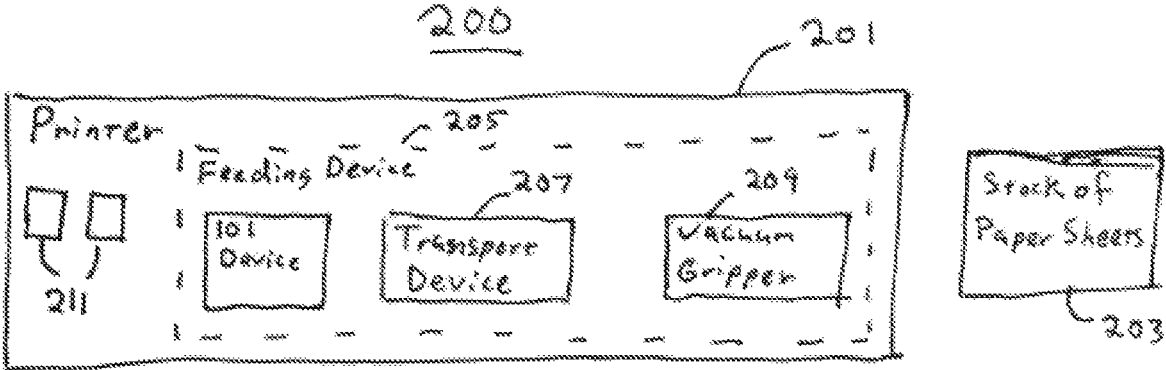 200
201
Printer
205
Feeding Device
207
209
101
Device
Transport
Device
Vacuum
Gripper
Stack of
Paper Sheets
211
203